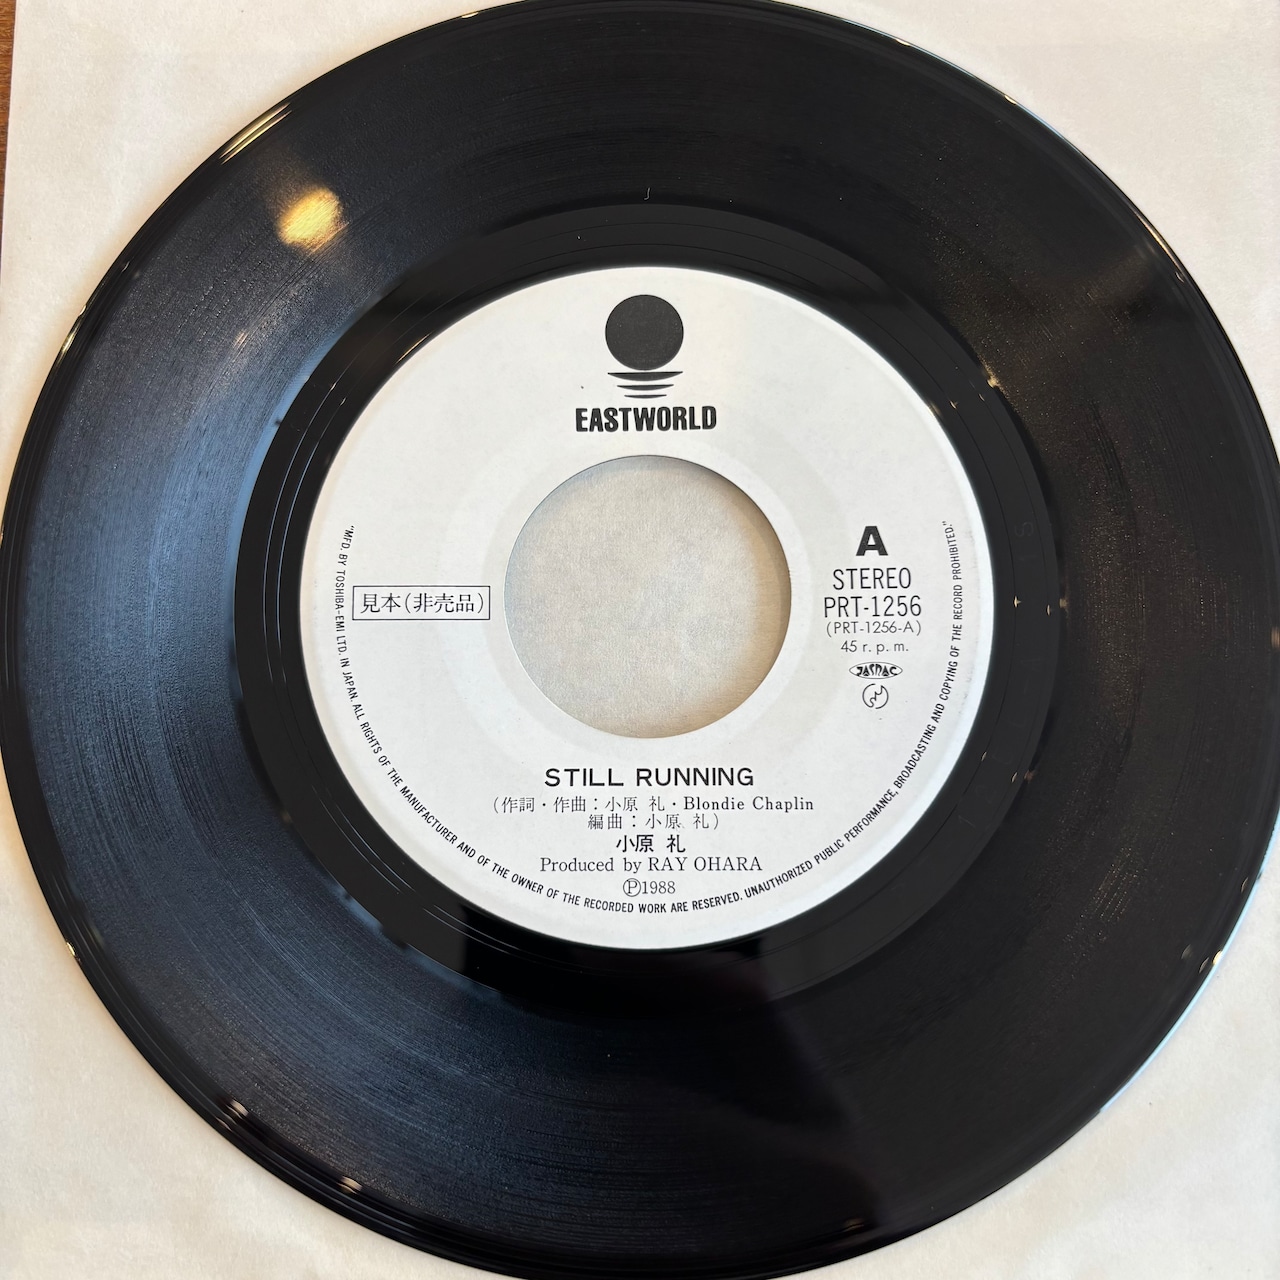 EASTWORLD
見本(非売品)
A
STEREO
PRT-1256
(PRT-1256-A)
45 r. p. m.
JASRAC
STILL RUNNING
(作詞・作曲:小原 礼・Blondie Chaplin
編曲:小原 礼)
小原 礼
Produced by RAY OHARA
Ⓟ1988
"MFD. BY TOSHIBA-EMI LTD. IN JAPAN. ALL RIGHTS OF THE MANUFACTURER AND OF THE OWNER OF THE RECORDED WORK ARE RESERVED. UNAUTHORIZED PUBLIC PERFORMANCE, BROADCASTING AND COPYING OF THE RECORD PROHIBITED."